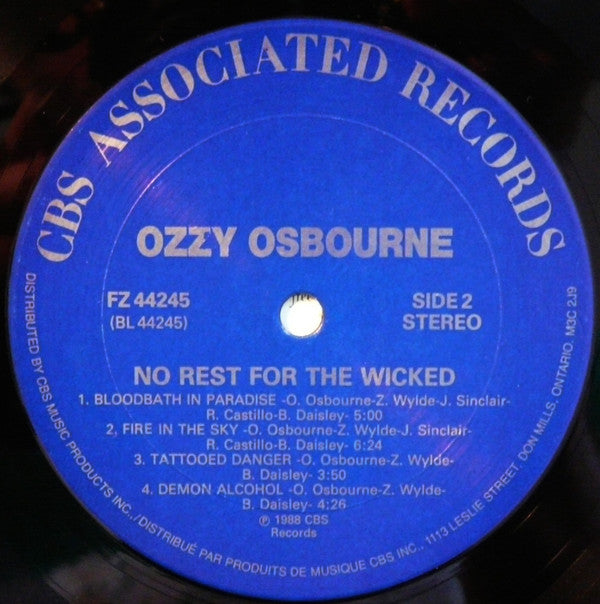 CBS ASSOCIATED RECORDS
OZZY OSBOURNE
FZ 44245
(BL 44245)
SIDE 2
STEREO
NO REST FOR THE WICKED
1. BLOODBATH IN PARADISE -O. Osbourne-Z. Wylde-J. Sinclair-
R. Castillo-B. Daisley- 5:00
2. FIRE IN THE SKY -O. Osbourne-Z. Wylde-J. Sinclair-
R. Castillo-B. Daisley- 6:24
3. TATTOOED DANGER -O. Osbourne-Z. Wylde-
B. Daisley- 3:50
4. DEMON ALCOHOL -O. Osbourne-Z. Wylde-
B. Daisley- 4:26
℗ 1988 CBS
Records
DISTRIBUTED BY CBS MUSIC PRODUCTS INC.,/DISTRIBUÉ PAR PRODUITS DE MUSIQUE CBS INC., 1113 LESLIE STREET, DON MILLS, ONTARIO. M3C 2J9